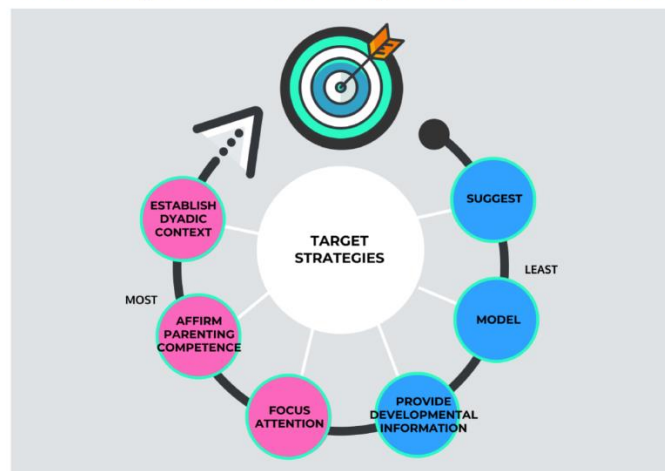 ESTABLISH
DYADIC
CONTEXT
SUGGEST
TARGET
STRATEGIES
LEAST
MOST
MODEL
AFFIRM
PARENTING
COMPETENCE
FOCUS
ATTENTION
PROVIDE
DEVELOPMENTAL
INFORMATION